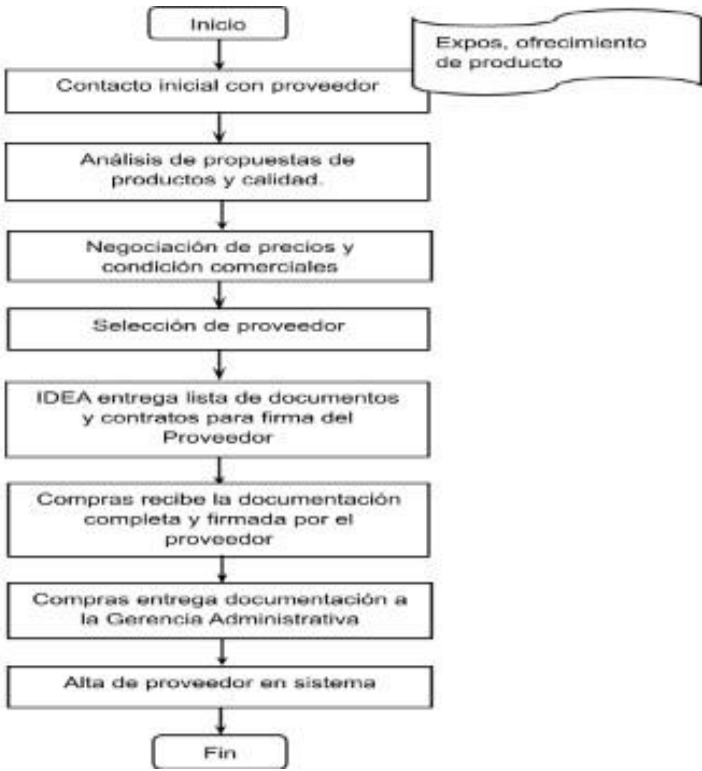 Inicio
Expos, ofrecimiento
de producto
Contacto inicial con proveedor
Análisis de propuestas de
productos y calidad.
Negociación de precios y
condición comerciales
Selección de proveedor
IDEA entrega lista de documentos
y contratos para firma del
Proveedor
Compras recibe la documentación
completa y firmada por el
proveedor
Compras entrega documentación a
la Gerencia Administrativa
Alta de proveedor en sistema
Fin